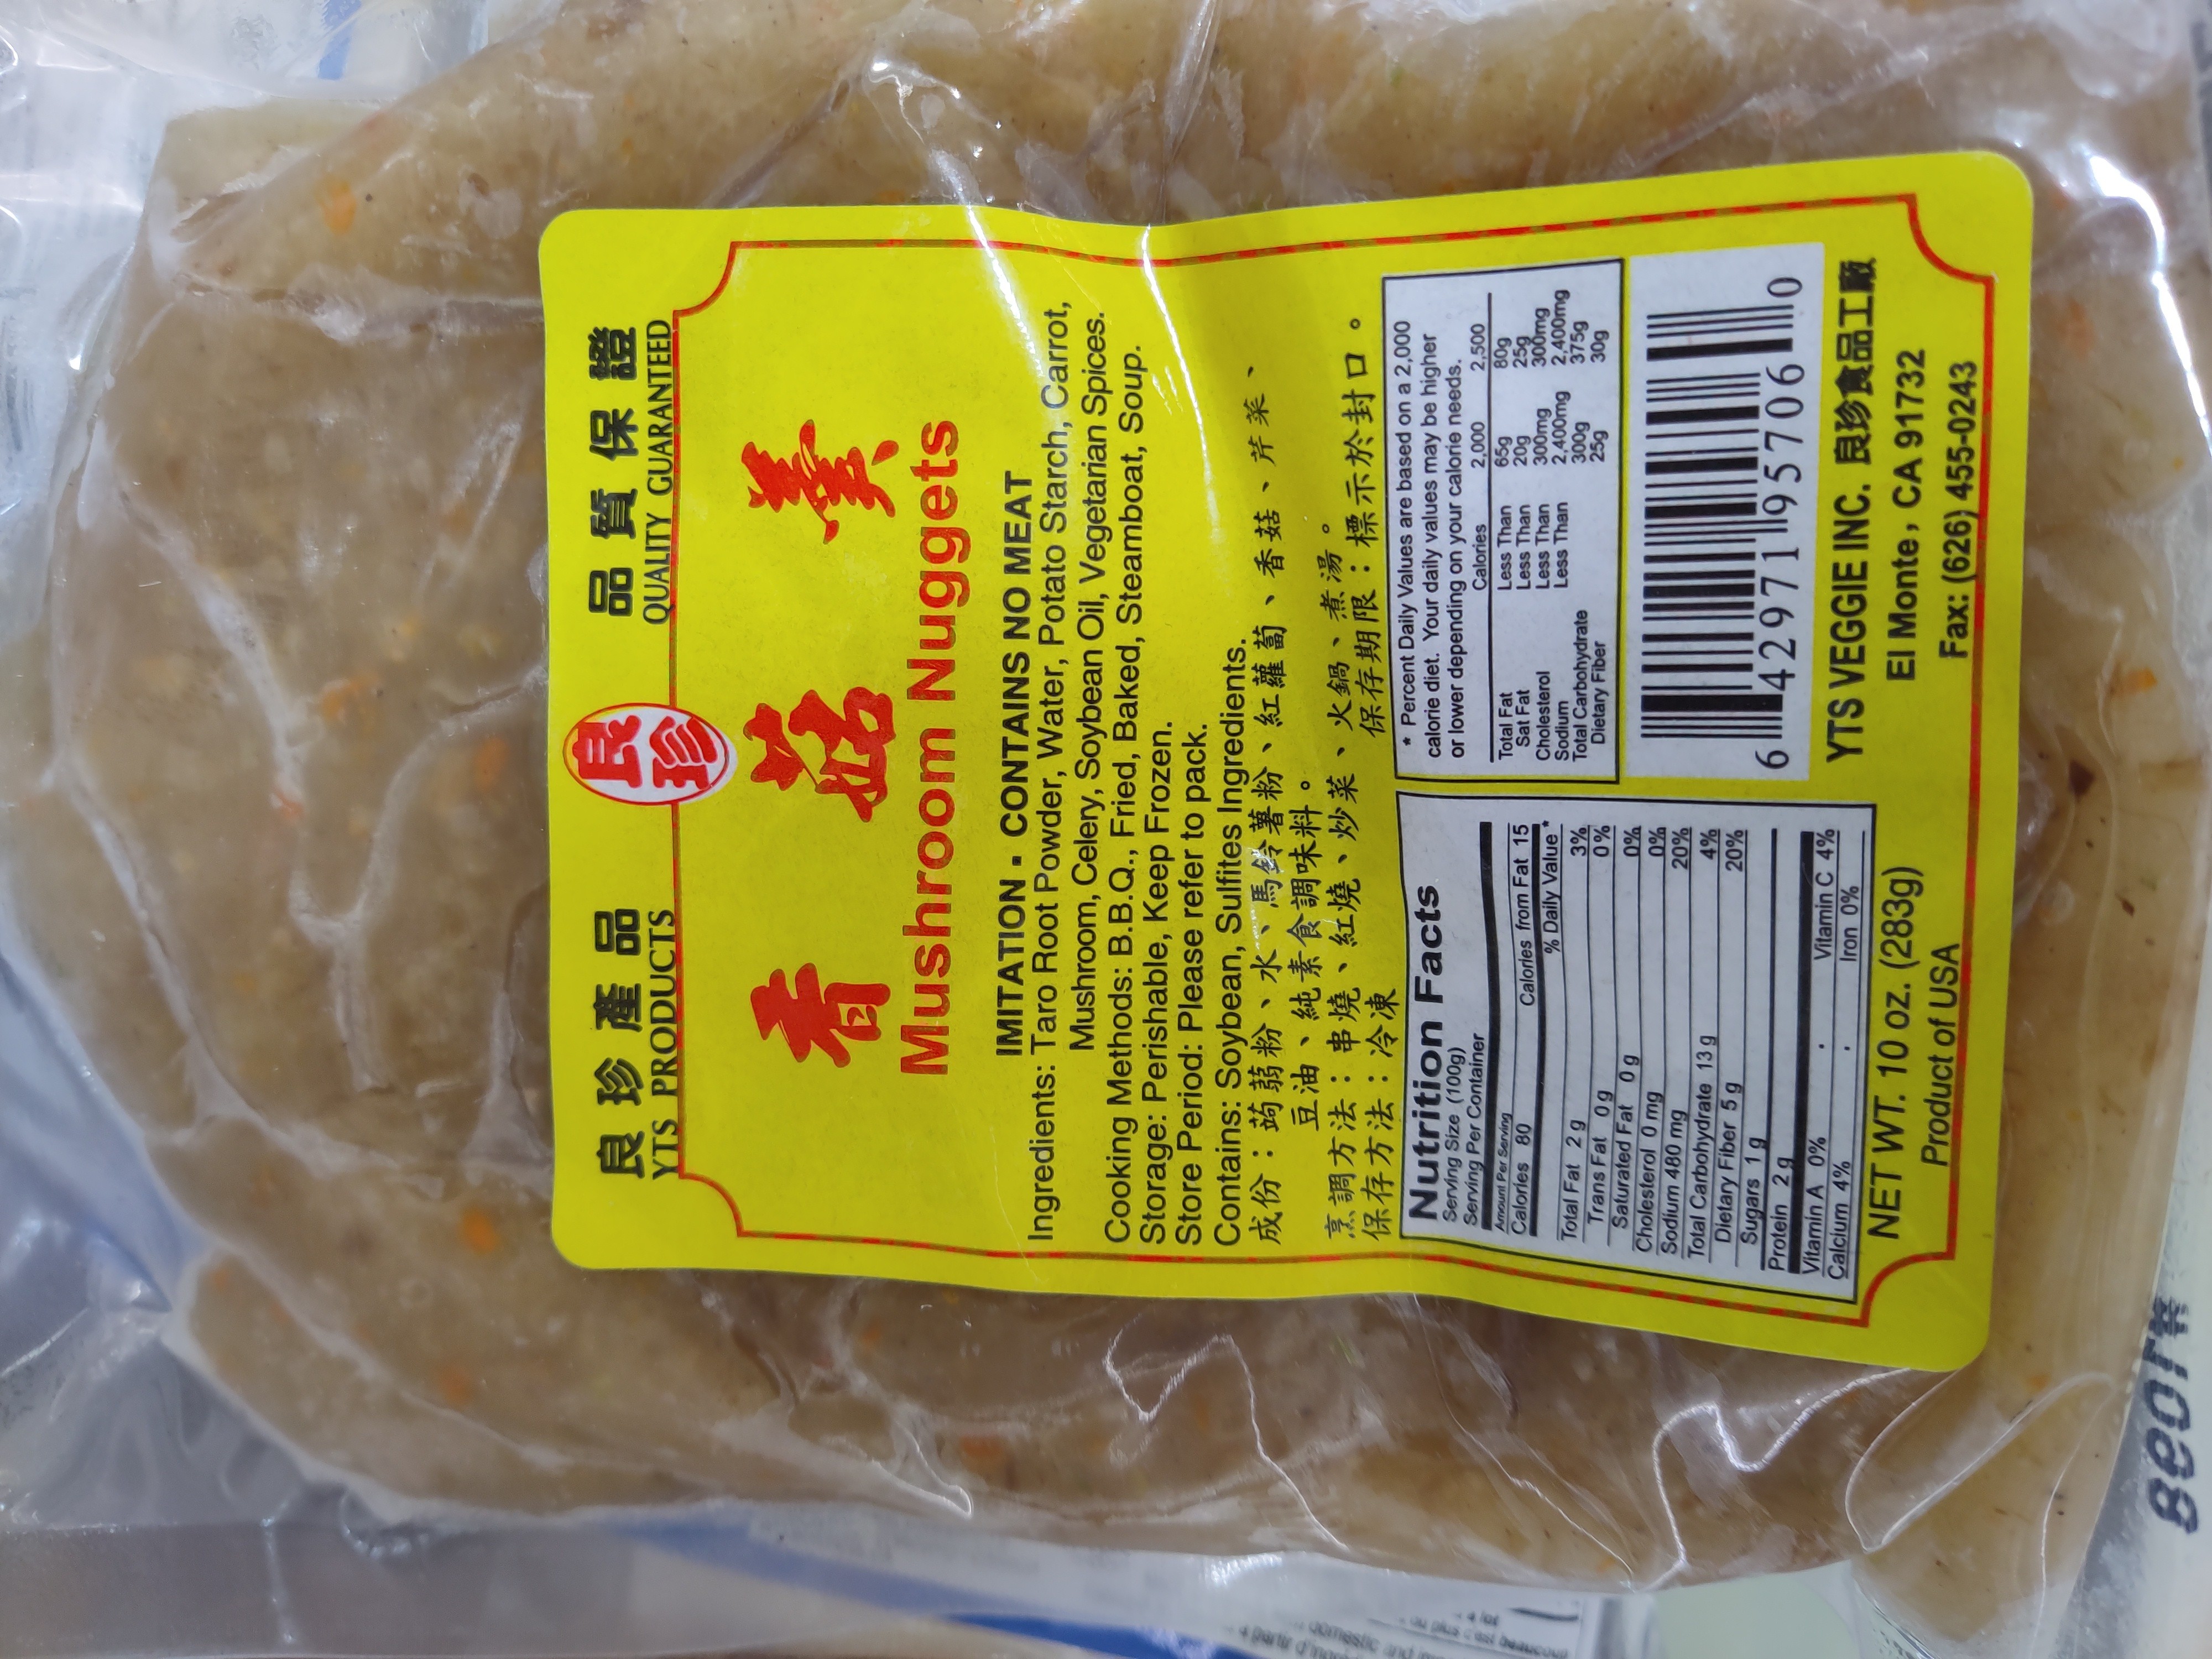 良珍產品
YTS PRODUCTS
良珍
品質保證
QUALITY GUARANTEED
香菇羹
Mushroom Nuggets
IMITATION ▪ CONTAINS NO MEAT
Ingredients: Taro Root Powder, Water, Potato Starch, Carrot,
Mushroom, Celery, Soybean Oil, Vegetarian Spices.
Cooking Methods: B.B.Q., Fried, Baked, Steamboat, Soup.
Storage: Perishable, Keep Frozen.
Store Period: Please refer to pack.
Contains: Soybean, Sulfites Ingredients.
成份：蒟蒻粉、水、馬鈴薯粉、紅蘿蔔、香菇、芹菜、
豆油、純素食調味料。
烹調方法：串燒、紅燒、炒菜、火鍋、煮湯。
保存方法：冷凍 保存期限：標示於封口。
Nutrition Facts
Serving Size (100g)
Serving Per Container
Amount Per Serving
Calories 80 Calories from Fat 15
% Daily Value *
Total Fat 2 g 3%
Trans Fat 0 g 0%
Saturated Fat 0 g 0%
Cholesterol 0 mg 0%
Sodium 480 mg 20%
Total Carbohydrate 13 g 4%
Dietary Fiber 5 g 20%
Sugars 1 g
Protein 2 g
Vitamin A 0% · Vitamin C 4%
Calcium 4% · Iron 0%
* Percent Daily Values are based on a 2,000
calorie diet. Your daily values may be higher
or lower depending on your calorie needs.
Calories 2,000 2,500
Total Fat Less Than 65g 80g
Sat Fat Less Than 20g 25g
Cholesterol Less Than 300mg 300mg
Sodium Less Than 2,400mg 2,400mg
Total Carbohydrate 300g 375g
Dietary Fiber 25g 30g
6 42971 95706 0
NET WT. 10 oz. (283g)
Product of USA
YTS VEGGIE INC. 良珍食品工廠
El Monte, CA 91732
Fax: (626) 455-0243